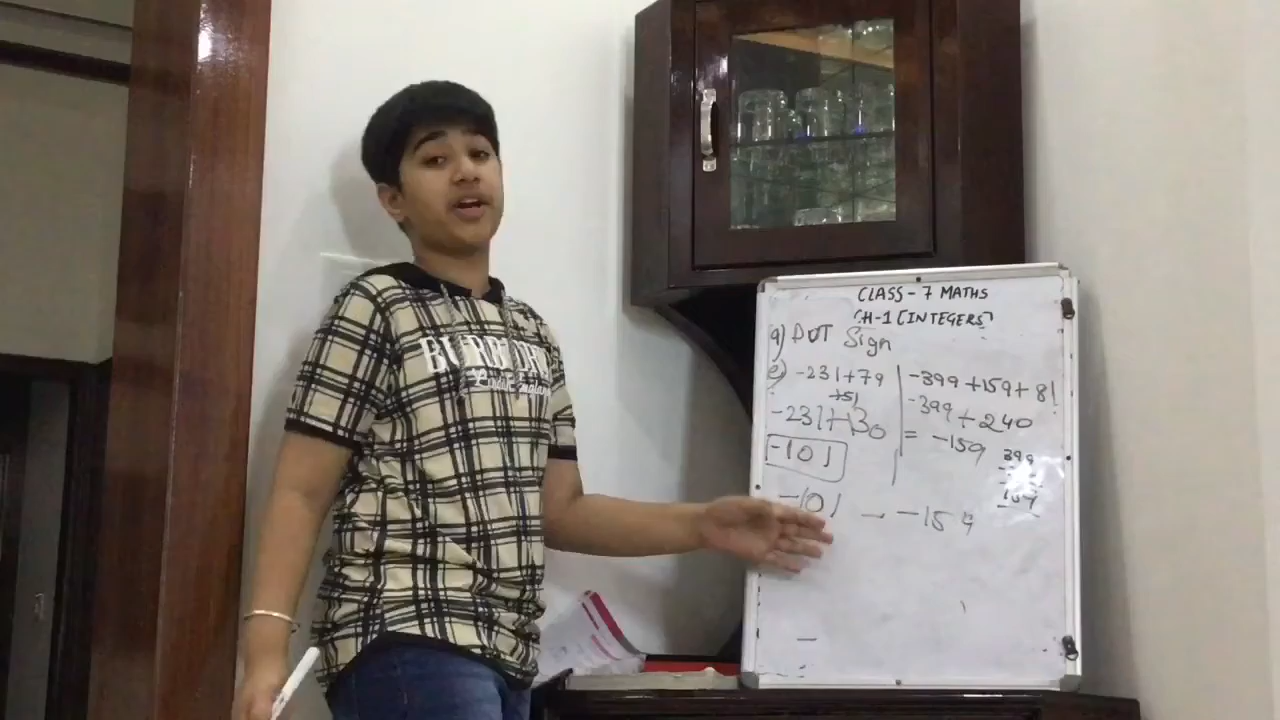 CLASS - 7 MATHS
CH-1 [INTEGERS]
q) PUT Sign
e) -231+79
+51
-231+130
-101
-399 +159+ 81
-399 + 240
= -159
399
159
-101 _ -159